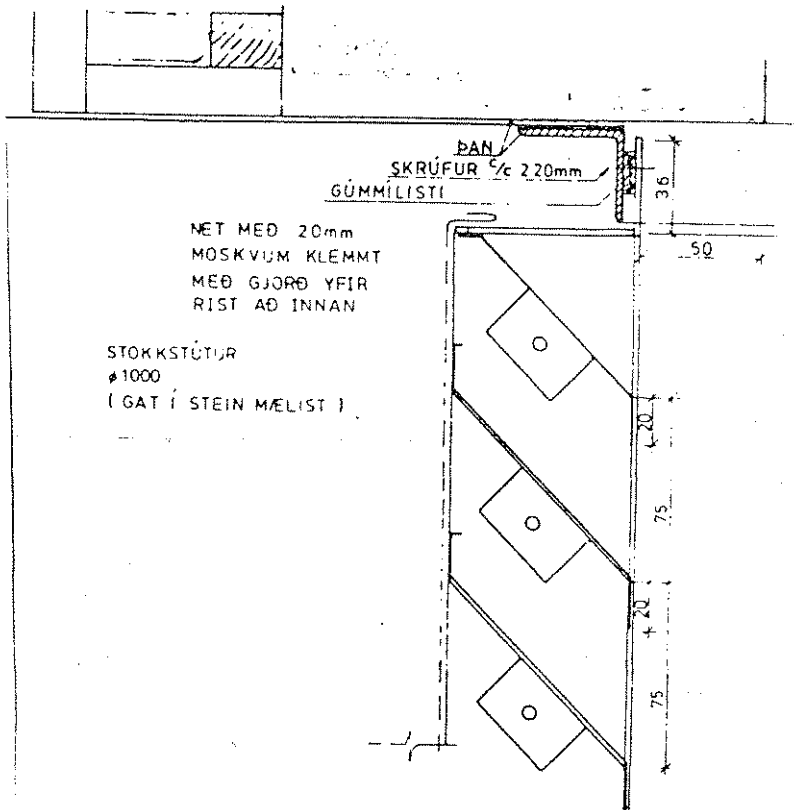 ÞAN
SKRÚFUR c/c 220mm
GÚMMÍLISTI
36
50
NET MEÐ 20mm
MOSKVUM KLEMMT
MEÐ GJORÐ YFIR
RIST AÐ INNAN
STOKKSTÚTUR
ø1000
( GAT Í STEIN MÆLIST )
20
75
20
75